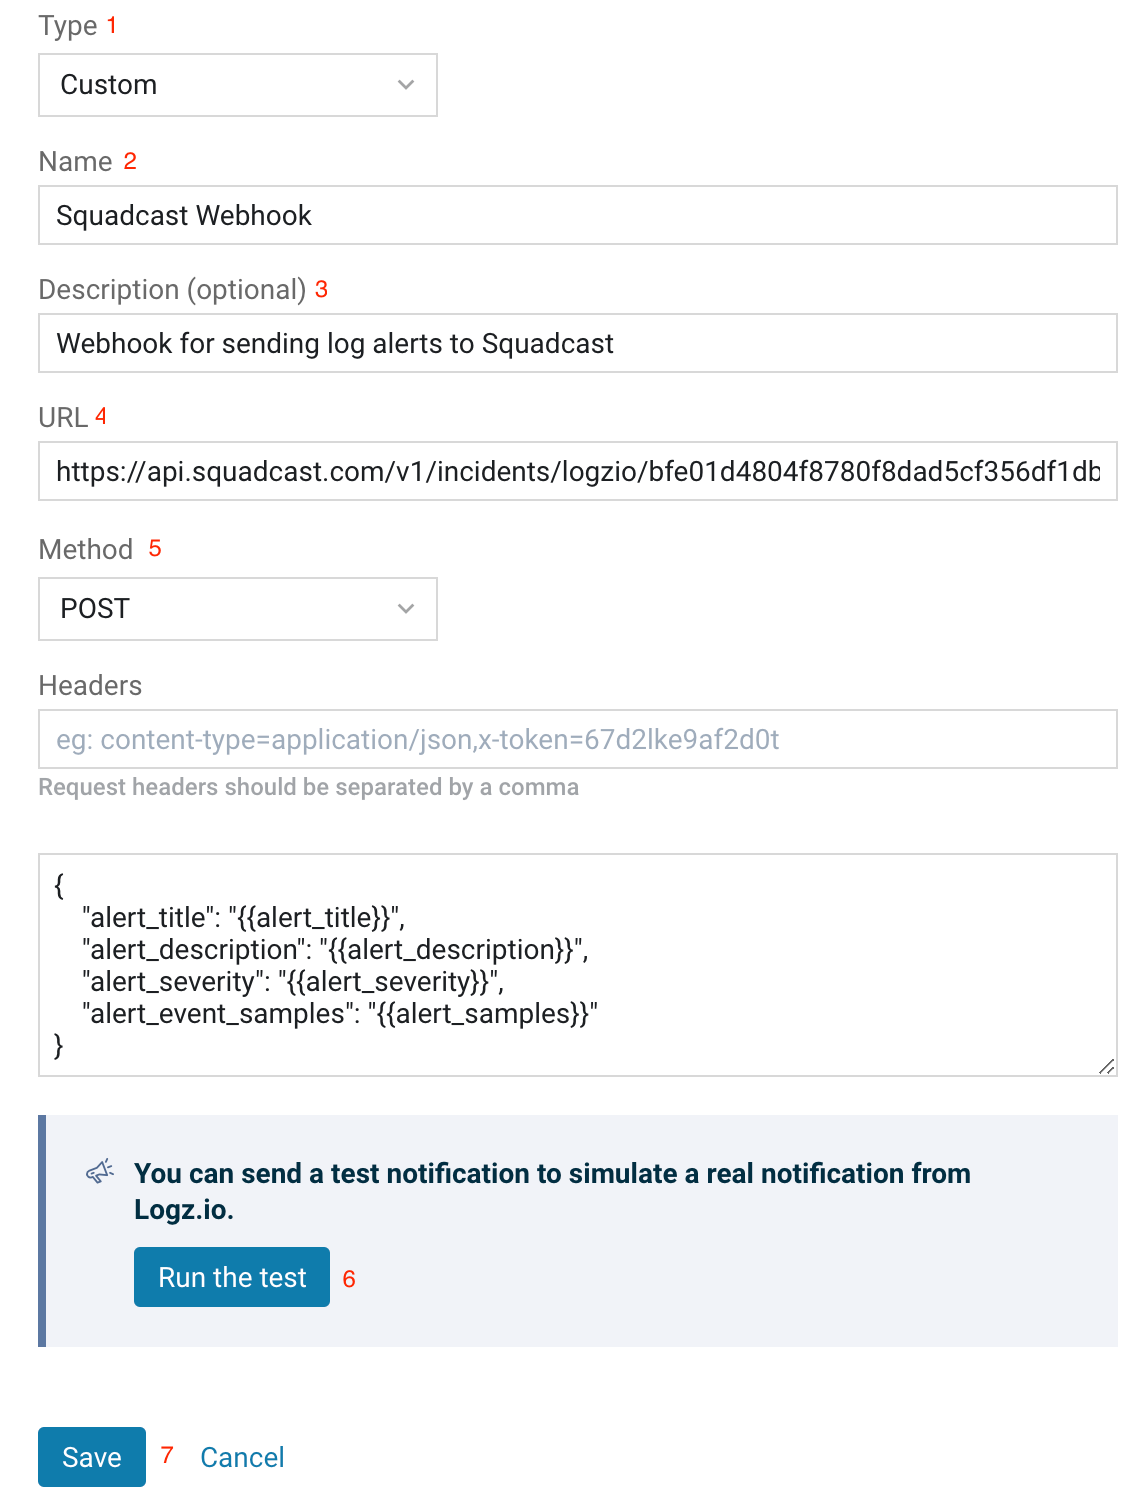 Type 1
Custom
Name 2
Squadcast Webhook
Description (optional) 3
Webhook for sending log alerts to Squadcast
URL 4
https://api.squadcast.com/v1/incidents/logzio/bfe01d4804f8780f8dad5cf356df1db
Method 5
POST
Headers
eg: content-type=application/json,x-token=67d2lke9af2d0t
Request headers should be separated by a comma
{
"alert_title": "{{alert_title}}",
"alert_description": "{{alert_description}}",
"alert_severity": "{{alert_severity}}",
"alert_event_samples": "{{alert_samples}}"
}
You can send a test notification to simulate a real notification from
Logz.io.
Run the test 6
Save 7 Cancel